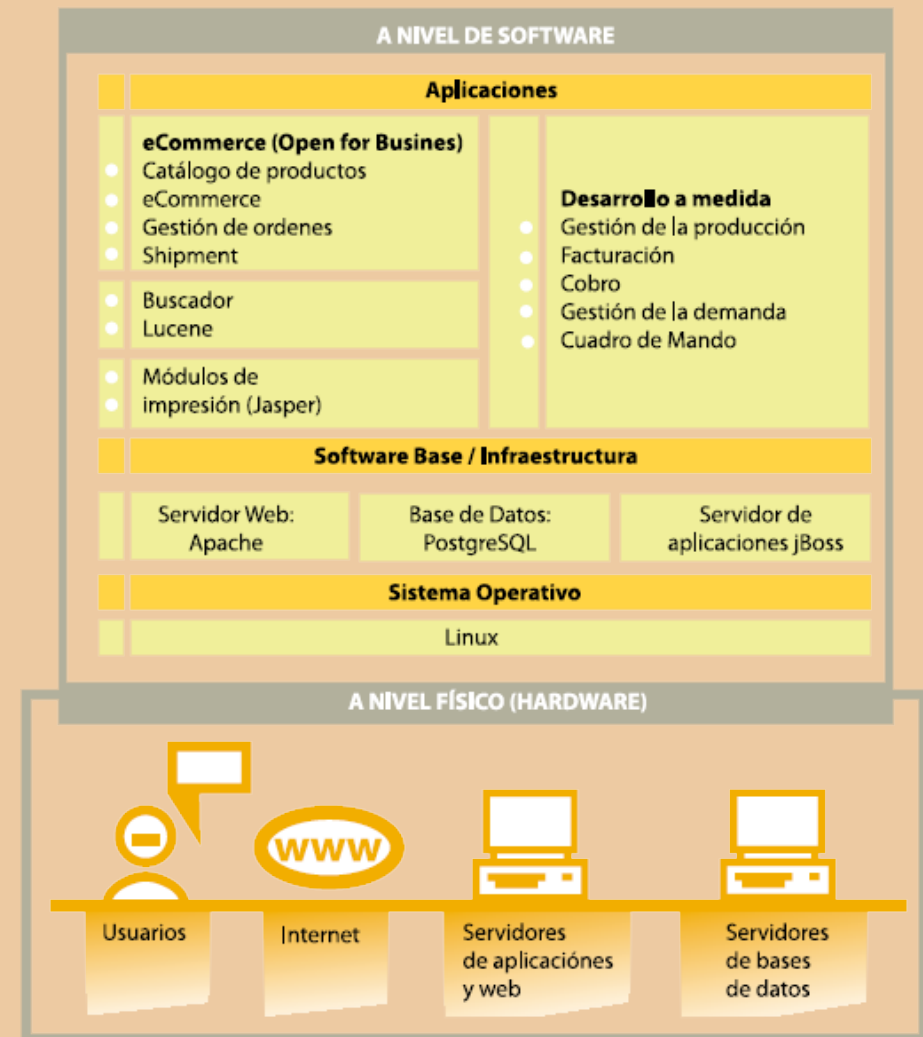 A NIVEL DE SOFTWARE
Aplicaciones
eCommerce (Open for Busines)
Catálogo de productos
eCommerce
Gestión de ordenes
Shipment
Buscador
Lucene
Módulos de
impresión (Jasper)
Desarrollo a medida
Gestión de la producción
Facturación
Cobro
Gestión de la demanda
Cuadro de Mando
Software Base / Infraestructura
Servidor Web:
Apache
Base de Datos:
PostgreSQL
Servidor de
aplicaciones jBoss
Sistema Operativo
Linux
A NIVEL FÍSICO (HARDWARE)
www
Usuarios
Internet
Servidores
de aplicaciónes
y web
Servidores
de bases
de datos